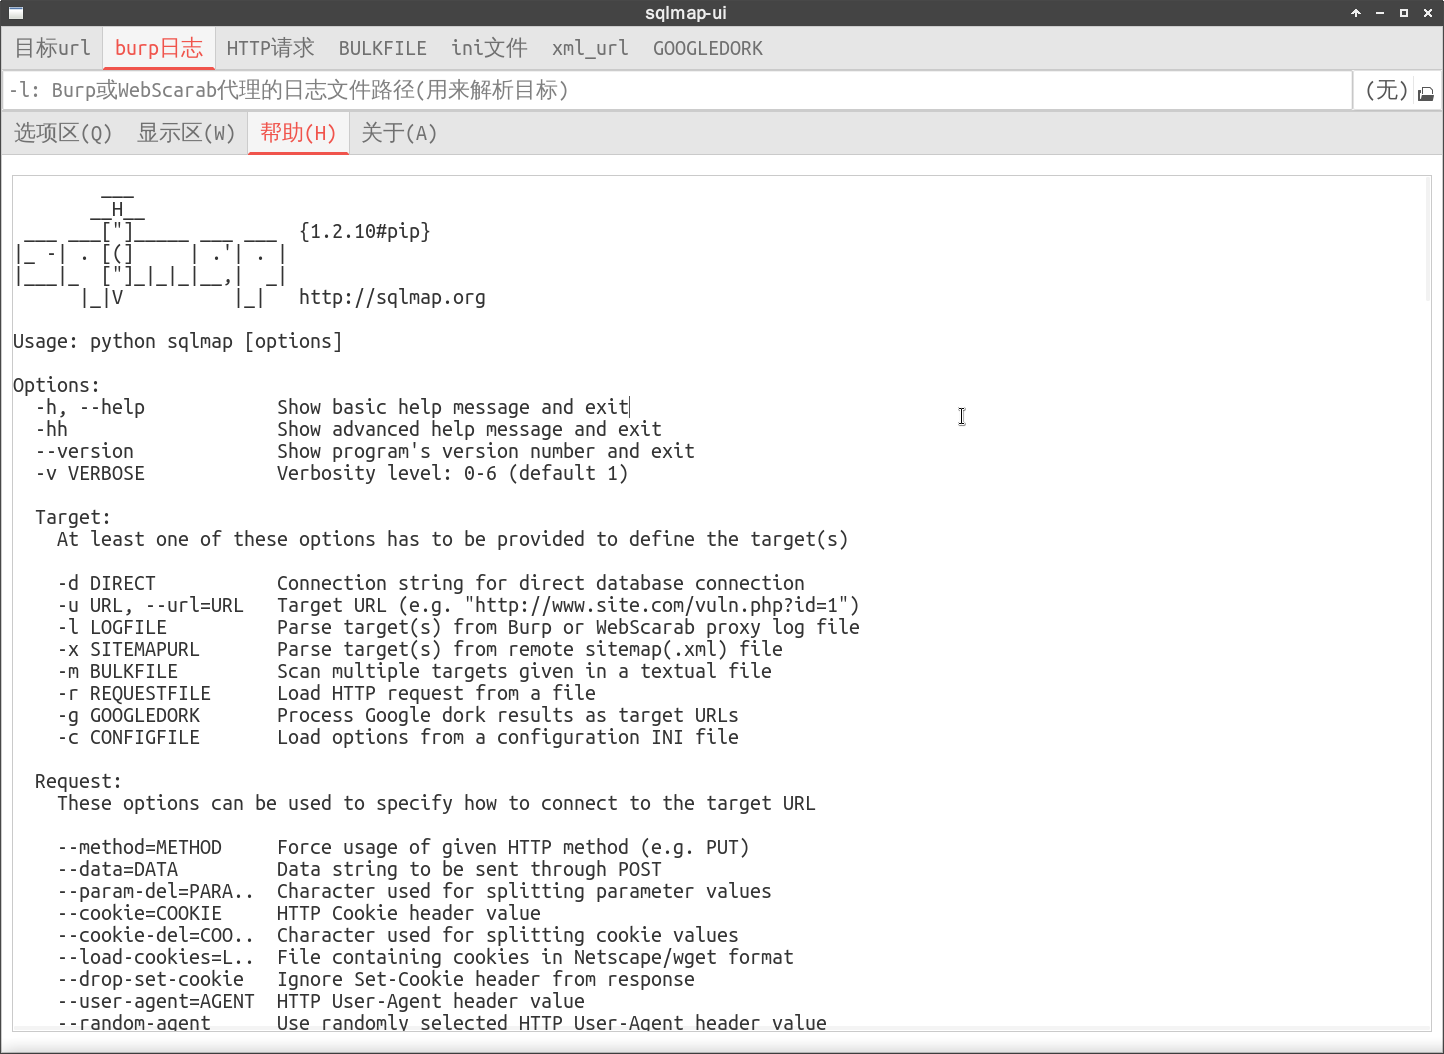 sqlmap-ui
目标url burp日志 HTTP请求 BULKFILE ini文件 xml_url GOOGLEDORK
-l: Burp或WebScarab代理的日志文件路径(用来解析目标) (无)
选项区(Q) 显示区(W) 帮助(H) 关于(A)
        ___
       __H__
 ___ ___["]_____ ___ ___  {1.2.10#pip}
|_ -| . [(]     | .'| . |
|___|_  ["]_|_|_|__,|  _|
      |_|V          |_|   http://sqlmap.org
Usage: python sqlmap [options]
Options:
  -h, --help            Show basic help message and exit
  -hh                   Show advanced help message and exit
  --version             Show program's version number and exit
  -v VERBOSE            Verbosity level: 0-6 (default 1)
  Target:
    At least one of these options has to be provided to define the target(s)
    -d DIRECT           Connection string for direct database connection
    -u URL, --url=URL   Target URL (e.g. "http://www.site.com/vuln.php?id=1")
    -l LOGFILE          Parse target(s) from Burp or WebScarab proxy log file
    -x SITEMAPURL       Parse target(s) from remote sitemap(.xml) file
    -m BULKFILE         Scan multiple targets given in a textual file
    -r REQUESTFILE      Load HTTP request from a file
    -g GOOGLEDORK       Process Google dork results as target URLs
    -c CONFIGFILE       Load options from a configuration INI file
  Request:
    These options can be used to specify how to connect to the target URL
    --method=METHOD     Force usage of given HTTP method (e.g. PUT)
    --data=DATA         Data string to be sent through POST
    --param-del=PARA..  Character used for splitting parameter values
    --cookie=COOKIE     HTTP Cookie header value
    --cookie-del=COO..  Character used for splitting cookie values
    --load-cookies=L..  File containing cookies in Netscape/wget format
    --drop-set-cookie   Ignore Set-Cookie header from response
    --user-agent=AGENT  HTTP User-Agent header value
    --random-agent      Use randomly selected HTTP User-Agent header value